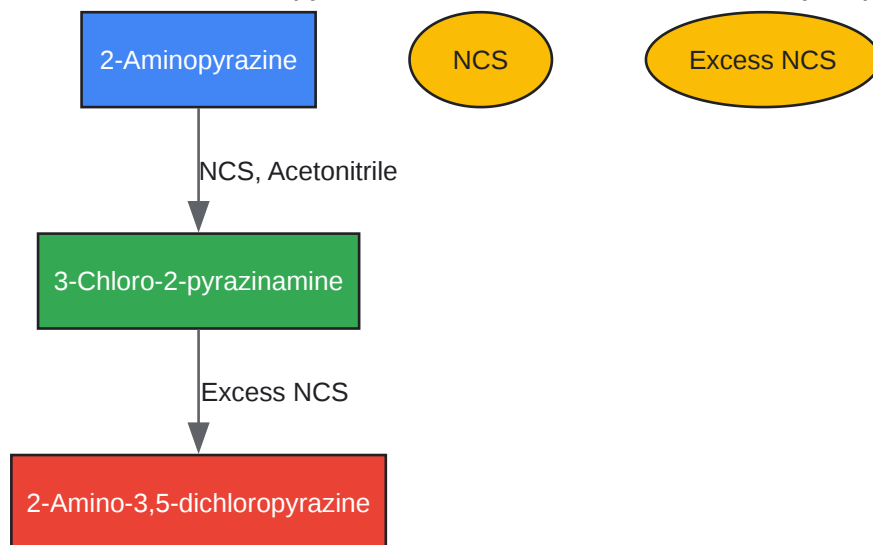 2-Aminopyrazine
NCS
Excess NCS
NCS, Acetonitrile
3-Chloro-2-pyrazinamine
Excess NCS
2-Amino-3,5-dichloropyrazine